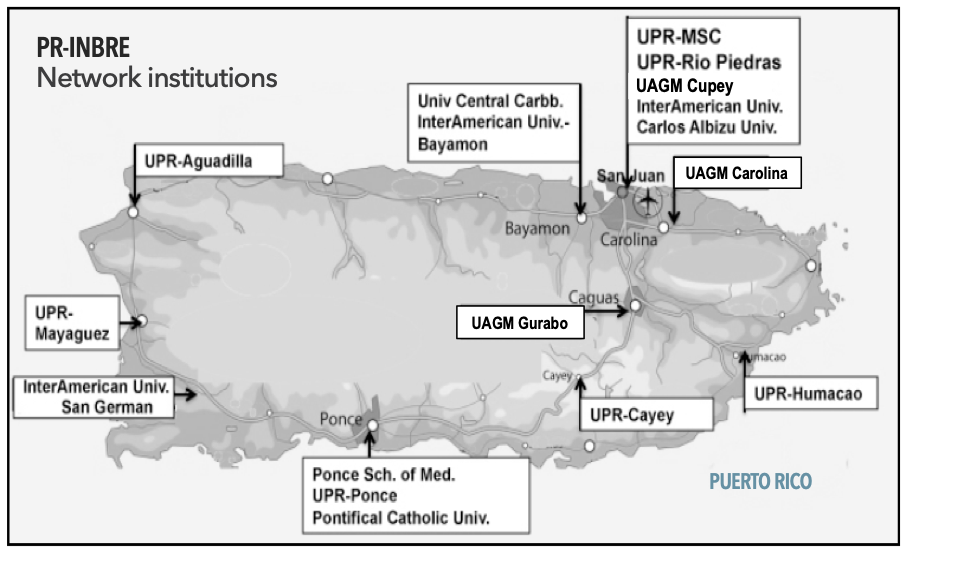 PR-INBRE
Network institutions
UPR-MSC
UPR-Rio Piedras
UAGM Cupey
InterAmerican Univ.
Carlos Albizu Univ.
Univ Central Carbb.
InterAmerican Univ.-
Bayamon
UPR-Aguadilla
San Juan
UAGM Carolina
Bayamon
Carolina
Caguas
UPR-
Mayaguez
UAGM Gurabo
InterAmerican Univ.
San German
Cayey
Humacao
UPR-Humacao
UPR-Cayey
Ponce
Ponce Sch. of Med.
UPR-Ponce
Pontifical Catholic Univ.
PUERTO RICO